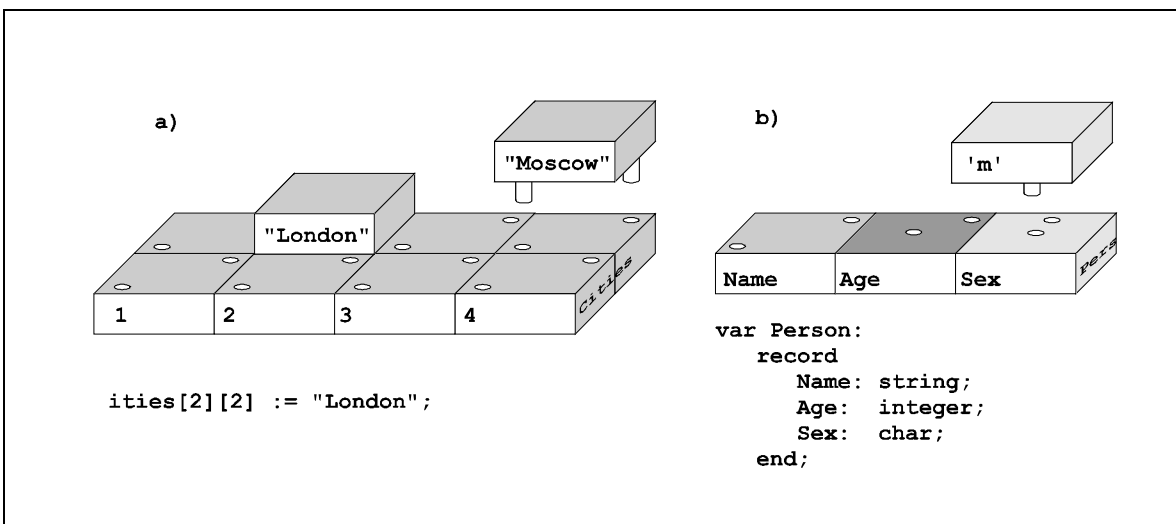 a)
"Moscow"
"London"
Cities
1 2 3 4
ities[2][2] := "London";
b)
'm'
Pers
Name Age Sex
var Person:
record
Name: string;
Age: integer;
Sex: char;
end;